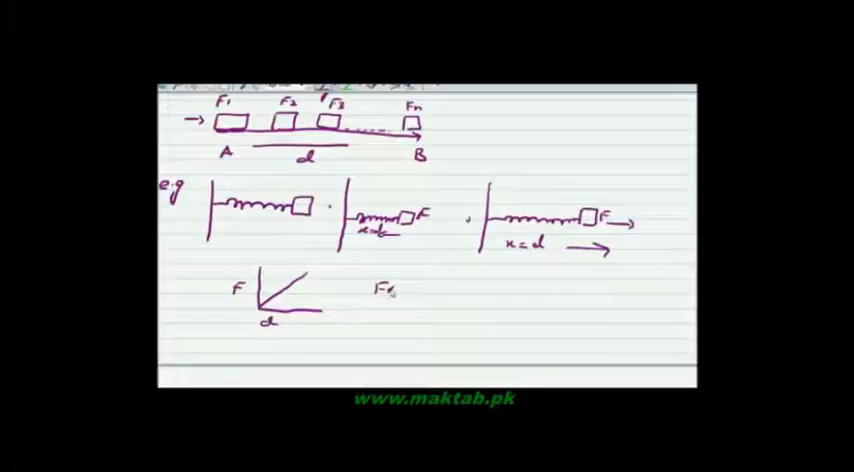 F1 F2 F3 Fn
A d B
e.g
F F
x=d x=d
F F
d
www.maktab.pk